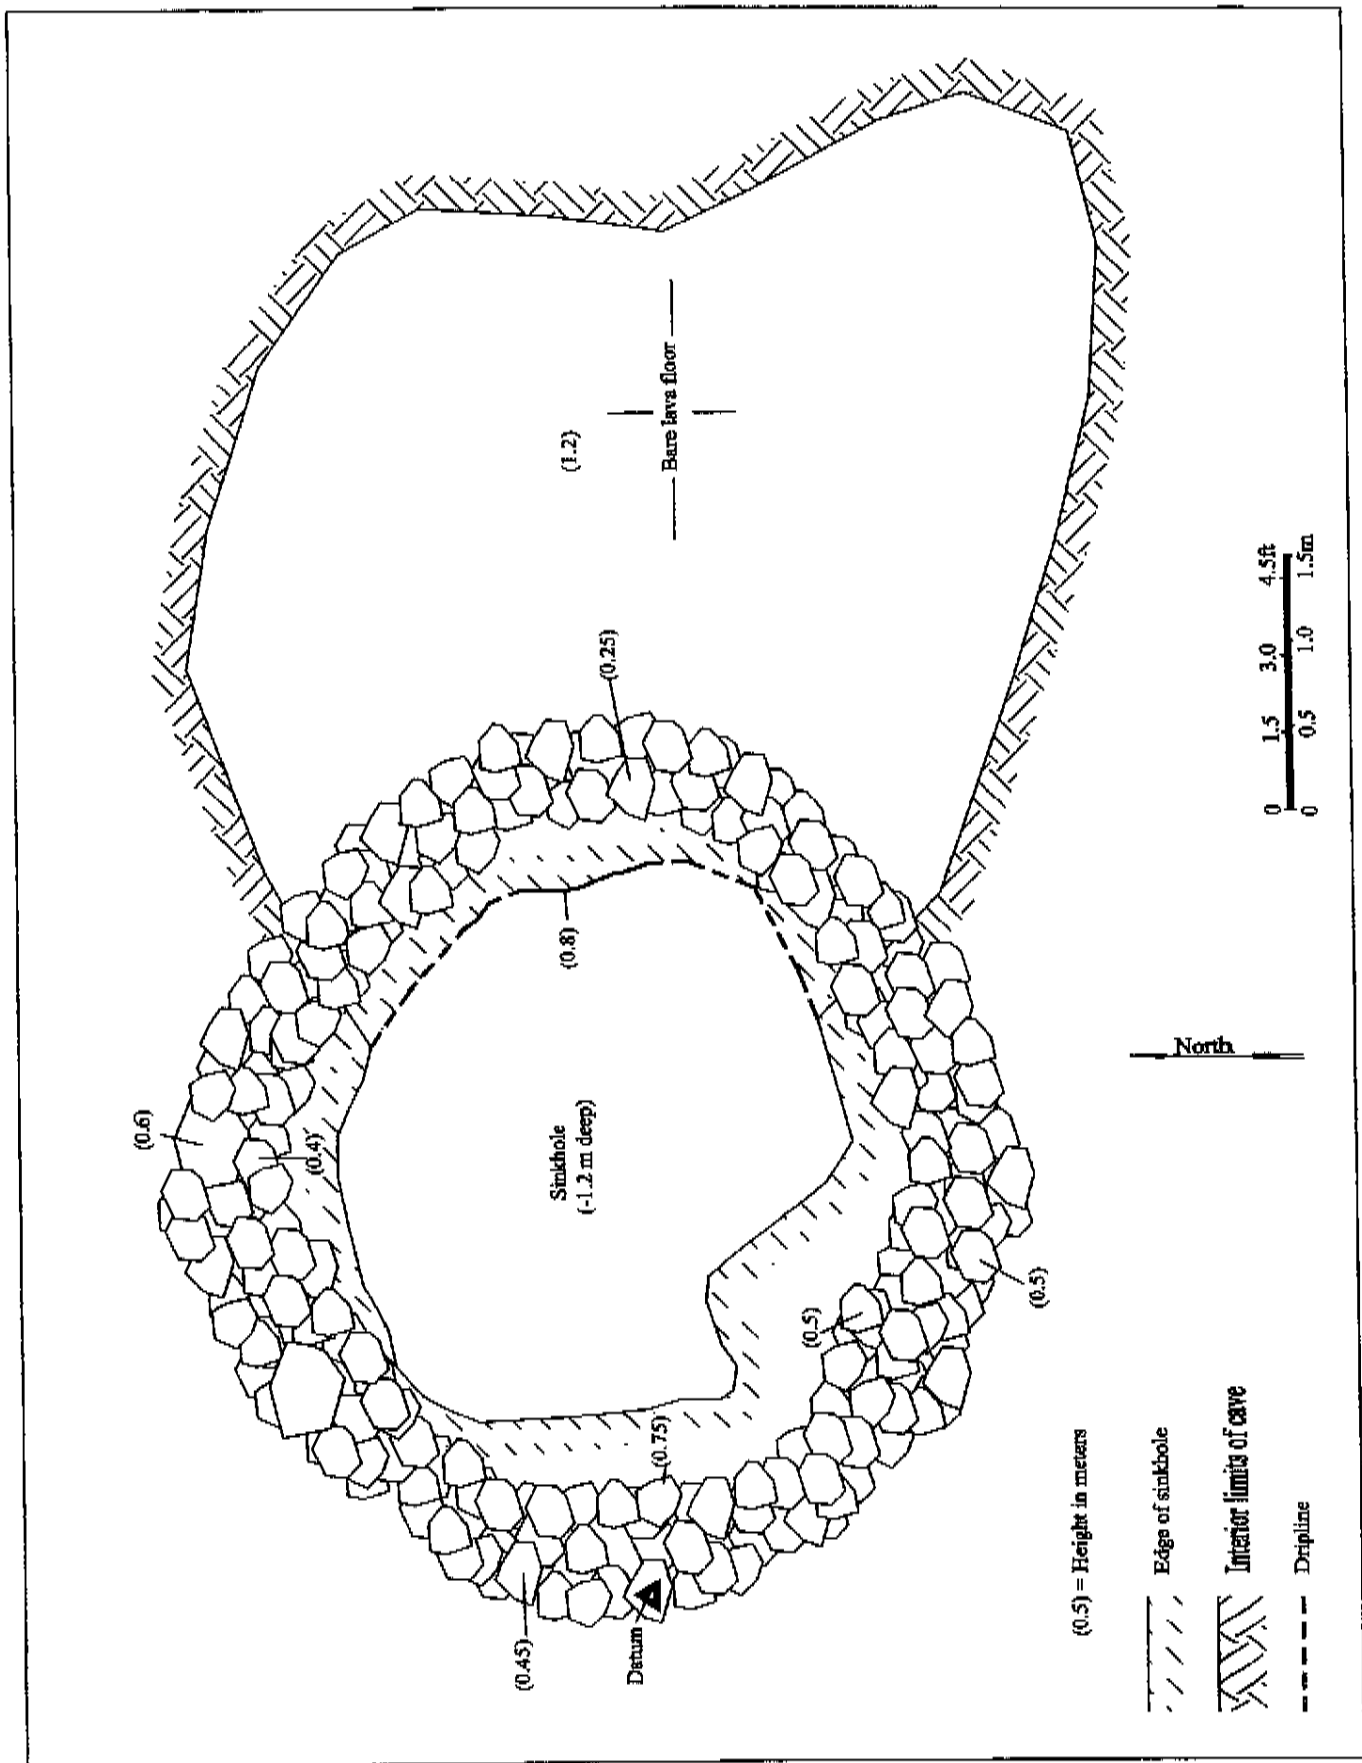 (0.6)
(0.4)
(0.25)
(1.2)
Bare lava floor
(0.8)
Sinkhole
(-1.2 m deep)
(0.45)
Datum
(0.75)
(0.5)
(0.5)
North
(0.5) = Height in meters
Edge of sinkhole
Interior limits of cave
Dripline
0 1.5 3.0 4.5ft
0 0.5 1.0 1.5m